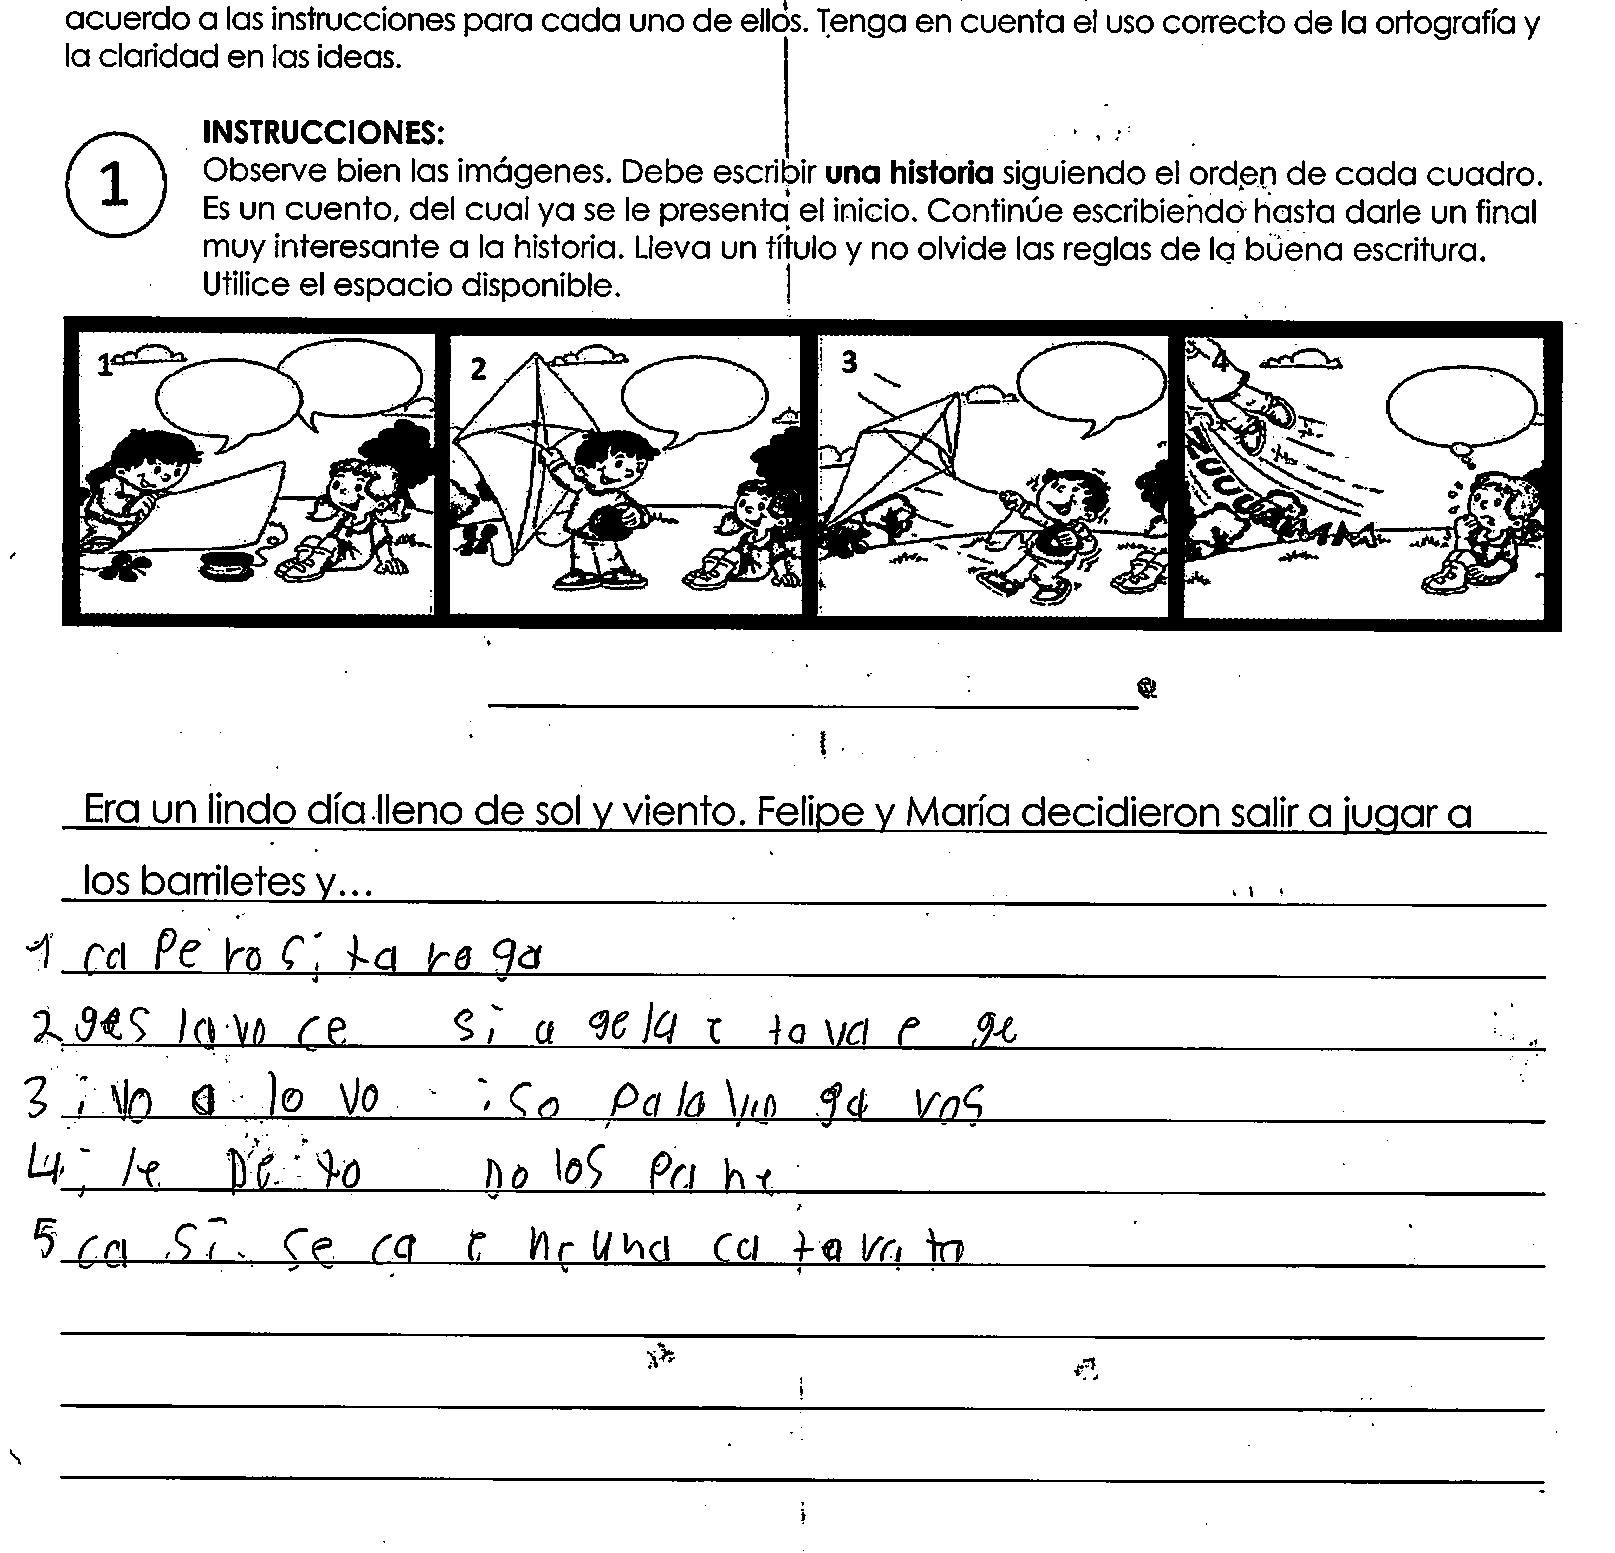 acuerdo a las instrucciones para cada uno de ellos. Tenga en cuenta el uso correcto de la ortografía y
la claridad en las ideas.
1
INSTRUCCIONES:
Observe bien las imágenes. Debe escribir una historia siguiendo el orden de cada cuadro.
Es un cuento, del cual ya se le presenta el inicio. Continúe escribiendo hasta darle un final
muy interesante a la historia. Lleva un título y no olvide las reglas de la buena escritura.
Utilice el espacio disponible.
1 2 3 4
ZUUUMMM
Era un lindo día lleno de sol y viento. Felipe y María decidieron salir a jugar a
los barriletes y...
1 ca Pe ro si ta ro ga
2 ges la vo ce si a ge la e ta va e ge
3 i vo a lo vo iso pa la vio ga vos
4 i le De to no los Pa ne
5 ca si se ca e ne una ca ta va to